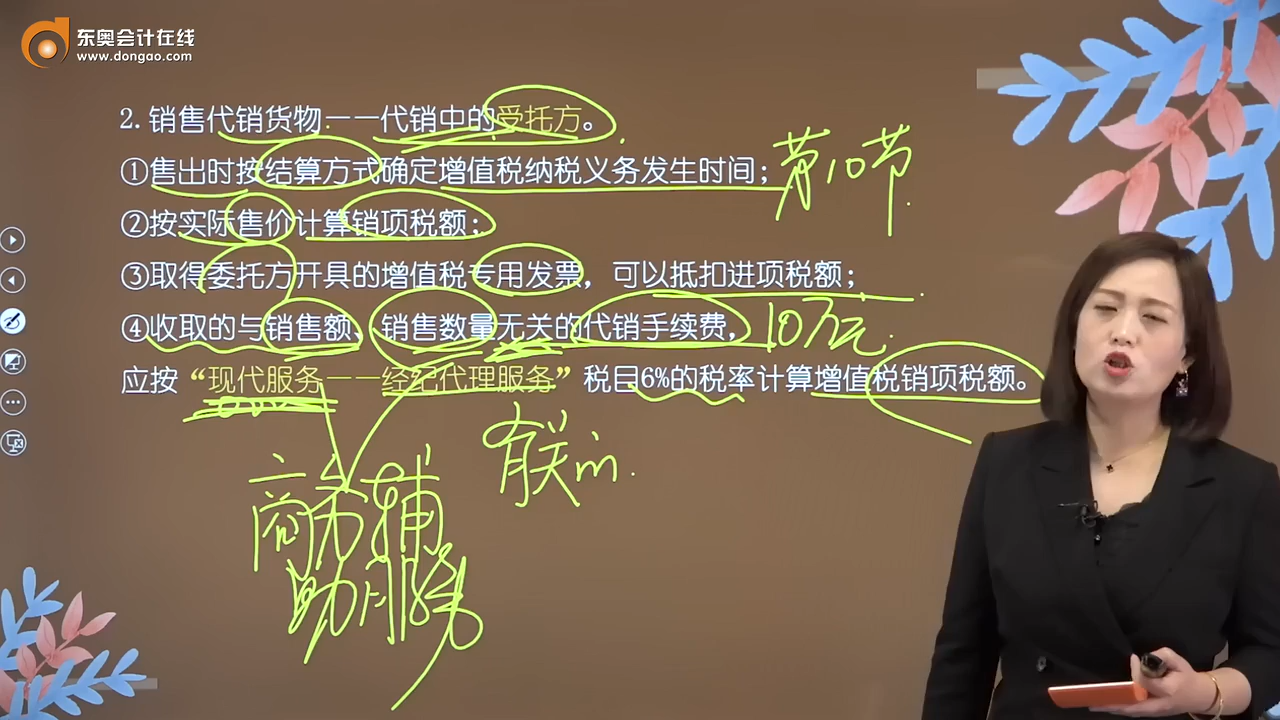 东奥会计在线
www.dongao.com
2.销售代销货物——代销中的受托方。
①售出时按结算方式确定增值税纳税义务发生时间；
第10节
②按实际售价计算销项税额；
③取得委托方开具的增值税专用发票，可以抵扣进项税额；
④收取的与销售额、销售数量无关的代销手续费，10万元
应按“现代服务——经纪代理服务”税目6%的税率计算增值税销项税额。
有关的
商务辅
助服务